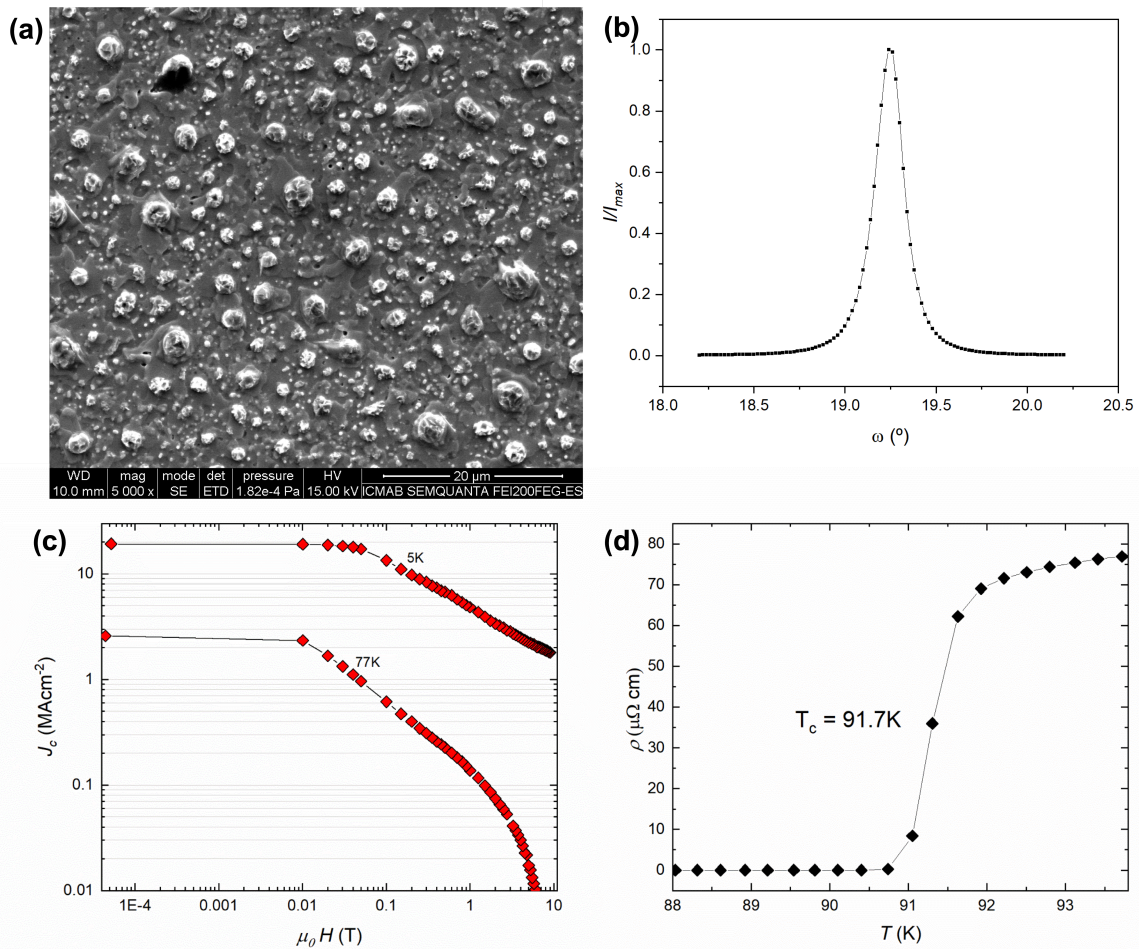 (a)
WD mag mode det pressure HV 20 µm
10.0 mm 5 000 x SE ETD 1.82e-4 Pa 15.00 kV ICMAB SEMQUANTA FEI200FEG-ES
(b)
I/Imax
1.0
0.8
0.6
0.4
0.2
0.0
18.0 18.5 19.0 19.5 20.0 20.5
ω (º)
(c)
Jc (MAcm-2)
10
1
0.1
0.01
5K
77K
1E-4 0.001 0.01 0.1 1 10
μ0 H (T)
(d)
ρ (μΩ cm)
80
70
60
50
40
30
20
10
0
Tc = 91.7K
88 89 90 91 92 93
T (K)